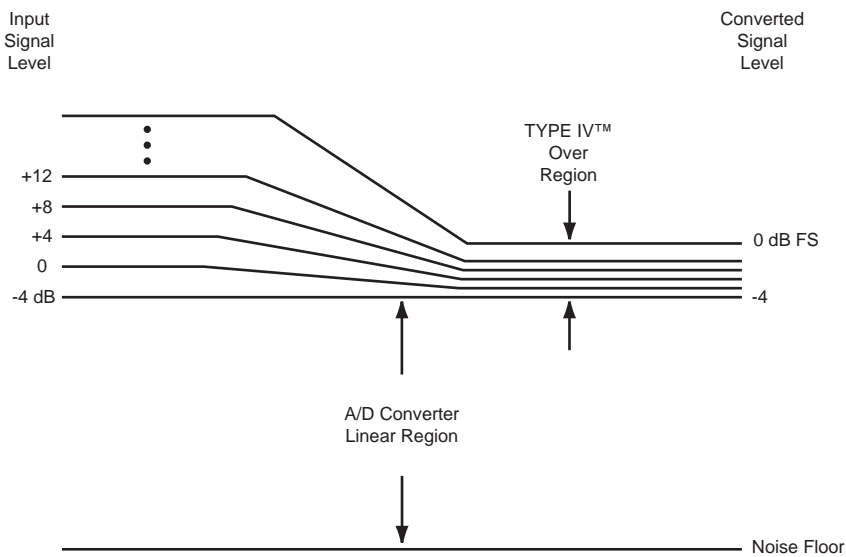 Input
Signal
Level
Converted
Signal
Level
TYPE IV™
Over
Region
+12
+8
+4
0
-4 dB
0 dB FS
-4
A/D Converter
Linear Region
Noise Floor